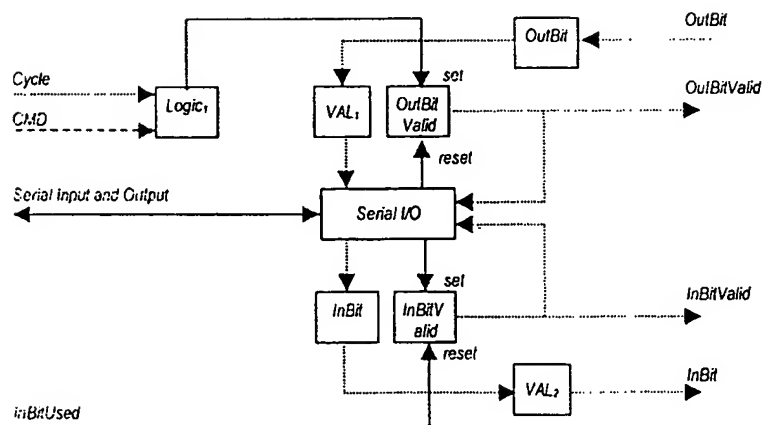 OutBit
OutBit
Cycle
set
OutBitValid
Logic₁
VAL₁
OutBit
Valid
CMD
reset
Serial Input and Output
Serial I/O
set
InBitValid
InBit
InBitV
alid
reset
InBit
VAL₂
InBitUsed